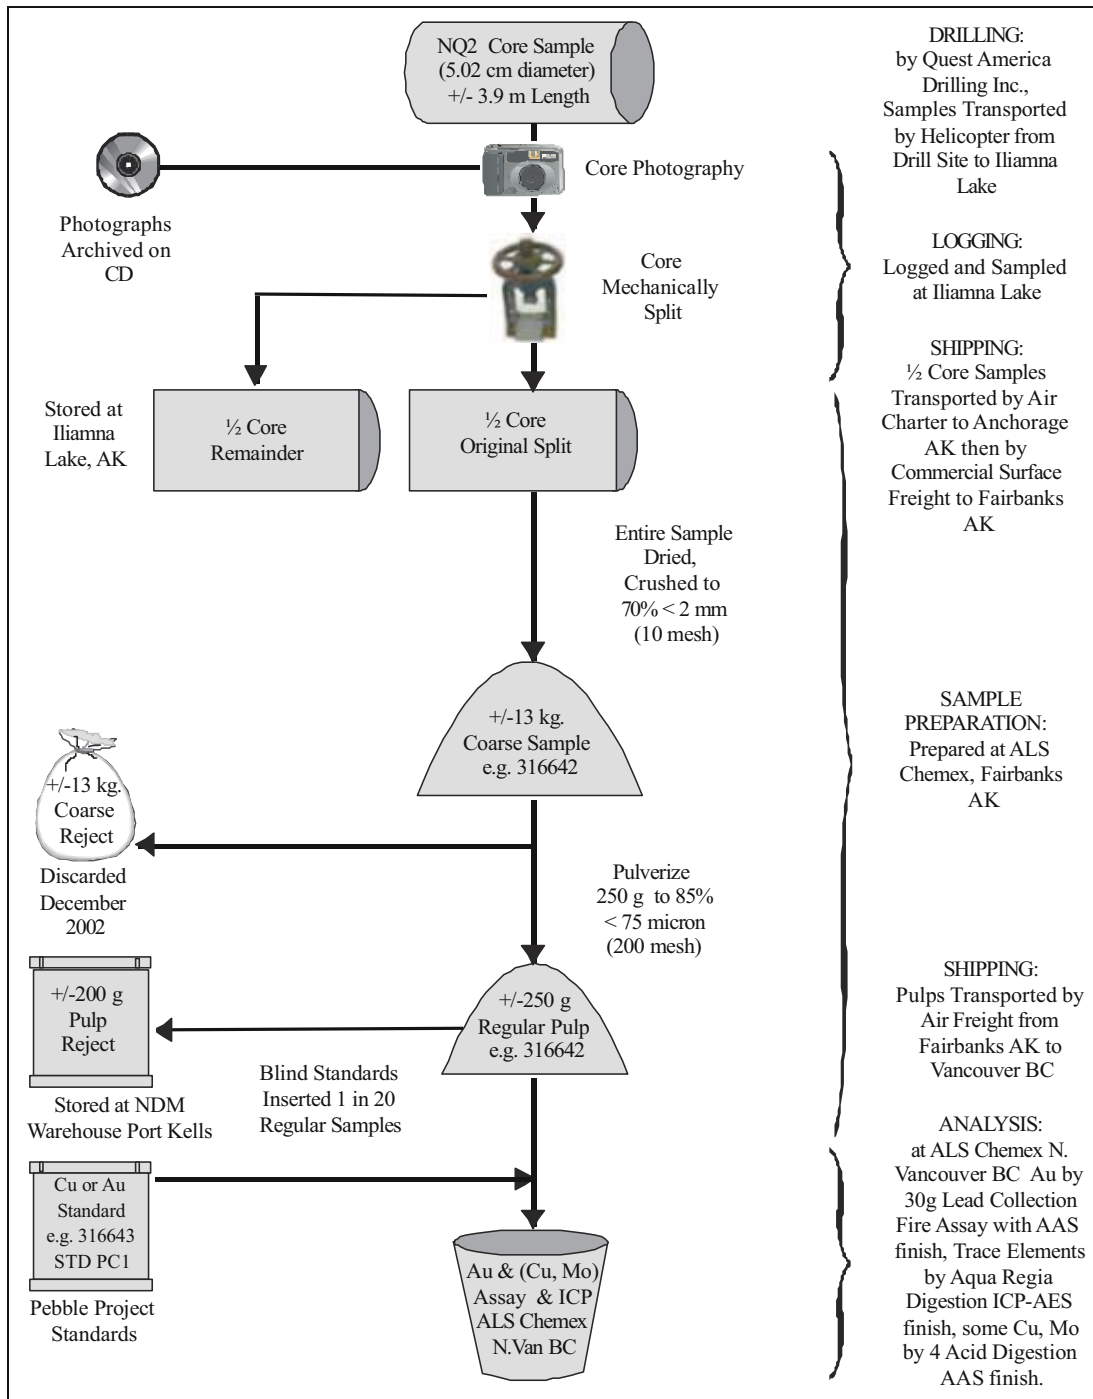 NQ2 Core Sample
(5.02 cm diameter)
+/- 3.9 m Length
Core Photography
Photographs
Archived on
CD
Core
Mechanically
Split
Stored at
Iliamna
Lake, AK
½ Core
Remainder
½ Core
Original Split
Entire Sample
Dried,
Crushed to
70% < 2 mm
(10 mesh)
+/-13 kg.
Coarse Sample
e.g. 316642
+/-13 kg.
Coarse
Reject
Discarded
December
2002
Pulverize
250 g to 85%
< 75 micron
(200 mesh)
+/-250 g
Regular Pulp
e.g. 316642
+/-200 g
Pulp
Reject
Stored at NDM
Warehouse Port Kells
Blind Standards
Inserted 1 in 20
Regular Samples
Cu or Au
Standard
e.g. 316643
STD PC1
Pebble Project
Standards
Au & (Cu, Mo)
Assay & ICP
ALS Chemex
N.Van BC
DRILLING:
by Quest America
Drilling Inc.,
Samples Transported
by Helicopter from
Drill Site to Iliamna
Lake
LOGGING:
Logged and Sampled
at Iliamna Lake
SHIPPING:
½ Core Samples
Transported by Air
Charter to Anchorage
AK then by
Commercial Surface
Freight to Fairbanks
AK
SAMPLE
PREPARATION:
Prepared at ALS
Chemex, Fairbanks
AK
SHIPPING:
Pulps Transported by
Air Freight from
Fairbanks AK to
Vancouver BC
ANALYSIS:
at ALS Chemex N.
Vancouver BC Au by
30g Lead Collection
Fire Assay with AAS
finish, Trace Elements
by Aqua Regia
Digestion ICP-AES
finish, some Cu, Mo
by 4 Acid Digestion
AAS finish.